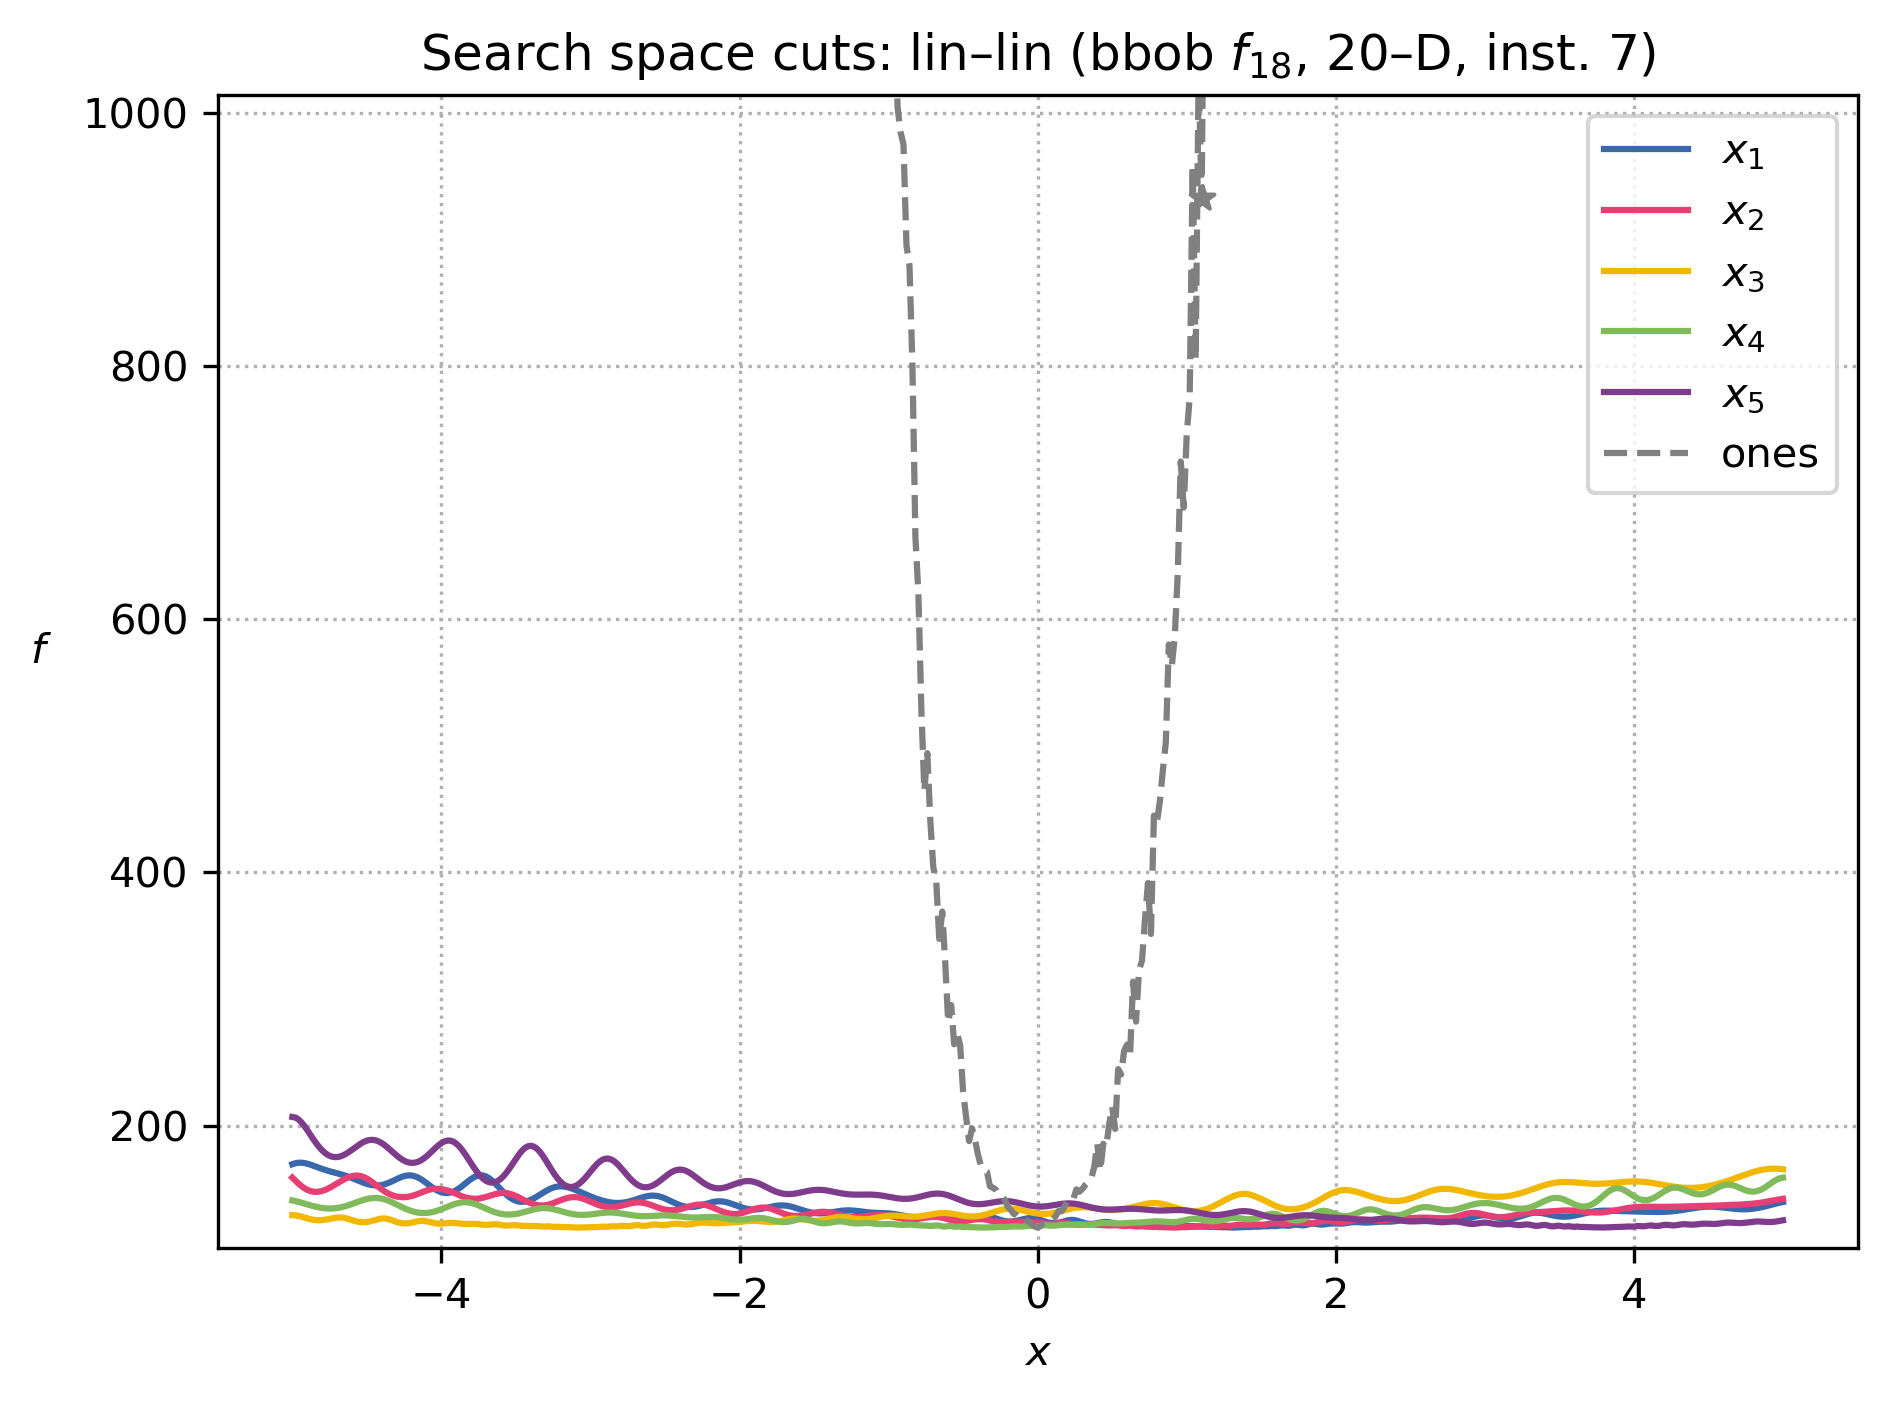 Search space cuts: lin–lin (bbob f₁₈, 20–D, inst. 7)
1000
800
600
400
200
f
x₁
x₂
x₃
x₄
x₅
ones
−4
−2
0
2
4
x